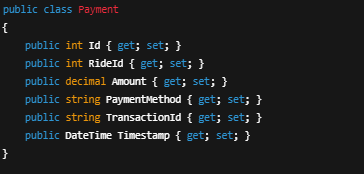 public class Payment
{
public int Id { get; set; }
public int RideId { get; set; }
public decimal Amount { get; set; }
public string PaymentMethod { get; set; }
public string TransactionId { get; set; }
public DateTime Timestamp { get; set; }
}